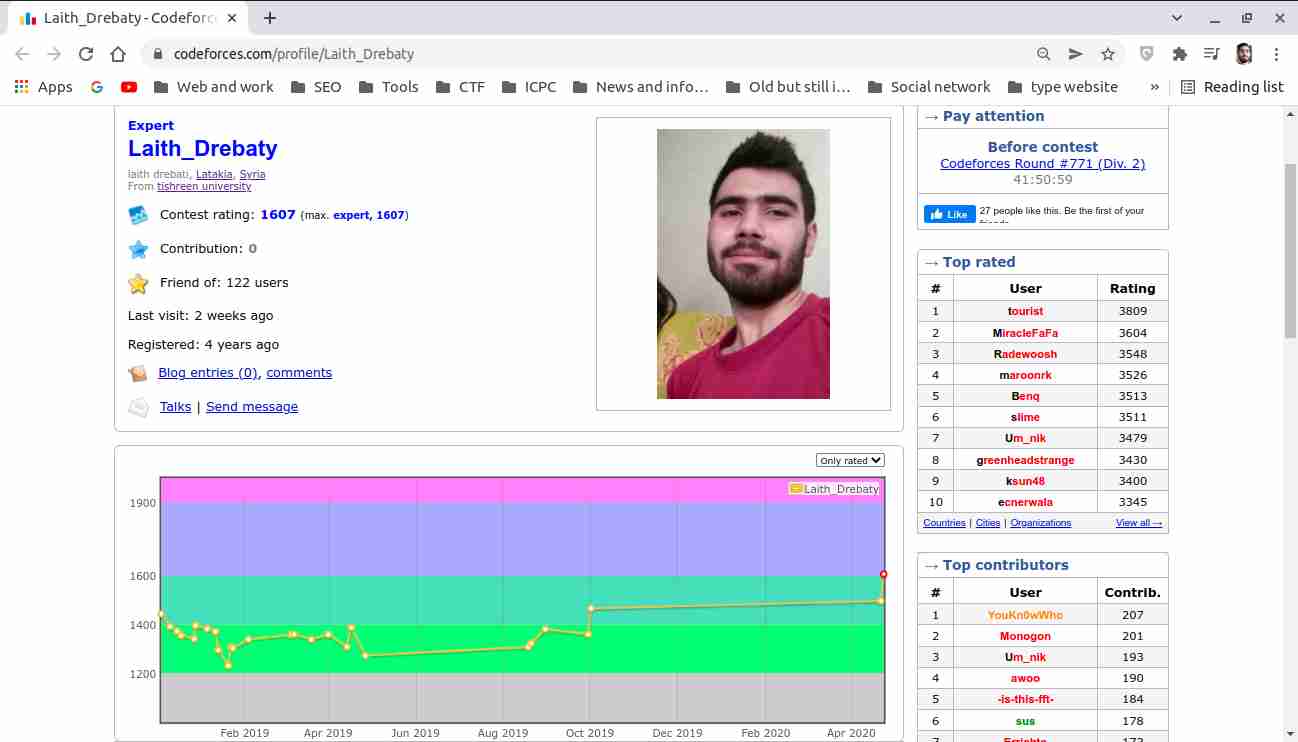 Laith_Drebaty - Codeforc
codeforces.com/profile/Laith_Drebaty
Apps
Web and work
SEO
Tools
CTF
ICPC
News and info...
Old but still i...
Social network
type website
»
Reading list
Expert
Laith_Drebaty
laith drebati, Latakia, Syria
From tishreen university
Contest rating: 1607 (max. expert, 1607)
Contribution: 0
Friend of: 122 users
Last visit: 2 weeks ago
Registered: 4 years ago
Blog entries (0), comments
Talks | Send message
Only rated
Laith_Drebaty
1900
1600
1400
1200
Feb 2019 Apr 2019 Jun 2019 Aug 2019 Oct 2019 Dec 2019 Feb 2020 Apr 2020
→ Pay attention
Before contest
Codeforces Round #771 (Div. 2)
41:50:59
Like 27 people like this. Be the first of your
→ Top rated
# User Rating
1 tourist 3809
2 MiracleFaFa 3604
3 Radewoosh 3548
4 maroonrk 3526
5 Benq 3513
6 slime 3511
7 Um_nik 3479
8 greenheadstrange 3430
9 ksun48 3400
10 ecnerwala 3345
Countries | Cities | Organizations View all →
→ Top contributors
# User Contrib.
1 YouKn0wWho 207
2 Monogon 201
3 Um_nik 193
4 awoo 190
5 -is-this-fft- 184
6 sus 178